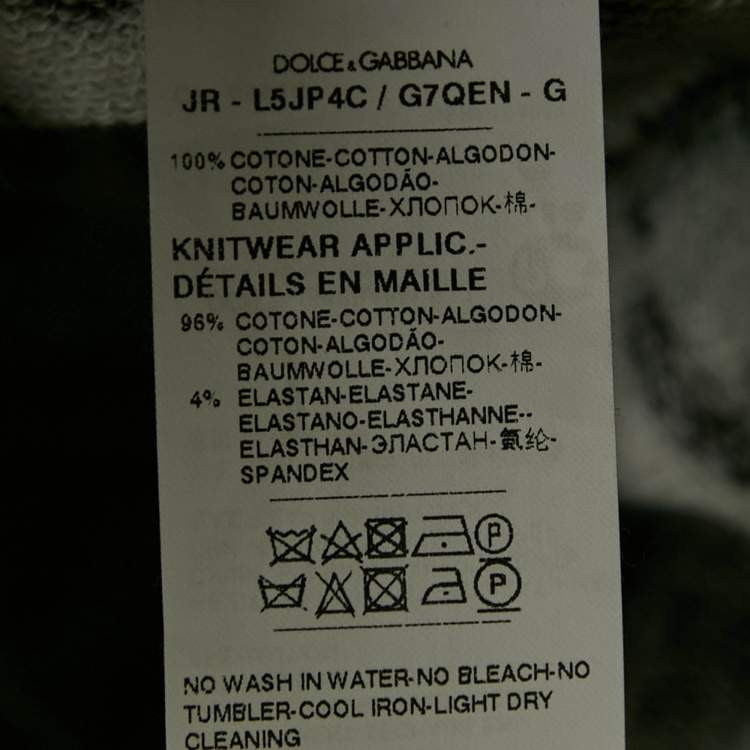 DOLCE & GABBANA
JR - L5JP4C / G7QEN - G
100% COTONE-COTTON-ALGODON-
COTON-ALGODÃO-
BAUMWOLLE-ХЛОПОК-棉-
KNITWEAR APPLIC.-
DÉTAILS EN MAILLE
96% COTONE-COTTON-ALGODON-
COTON-ALGODÃO-
BAUMWOLLE-ХЛОПОК-棉-
4% ELASTAN-ELASTANE-
ELASTANO-ELASTHANNE--
ELASTHAN-ЭЛАСТАН-氨纶-
SPANDEX
P
P
NO WASH IN WATER-NO BLEACH-NO
TUMBLER-COOL IRON-LIGHT DRY
CLEANING